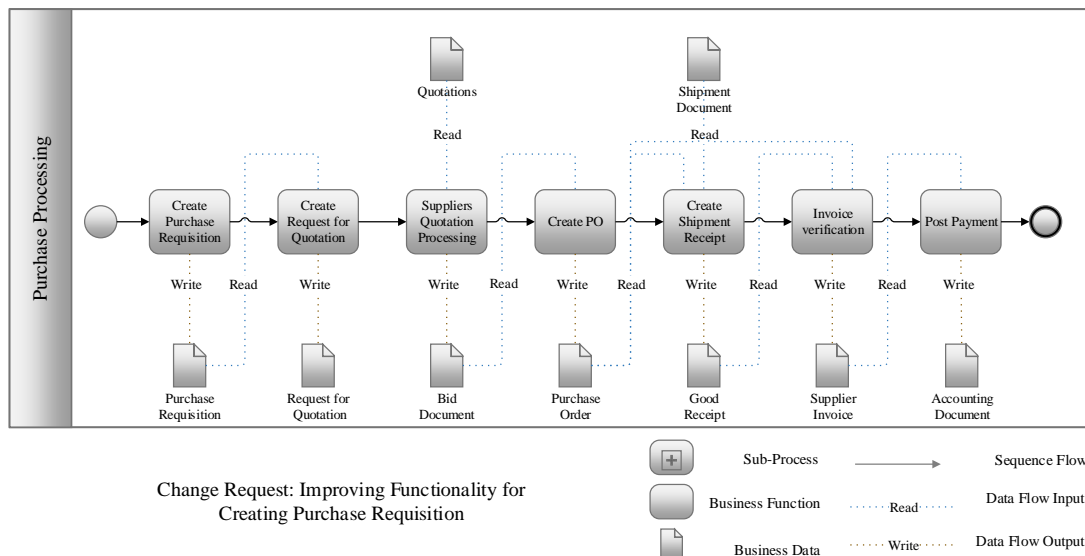 Purchase Processing
Quotations
Shipment
Document
Read
Read
Create
Purchase
Requisition
Create
Request for
Quotation
Suppliers
Quotation
Processing
Create PO
Create
Shipment
Receipt
Invoice
verification
Post Payment
Write
Read
Write
Write
Read
Write
Read
Write
Read
Write
Read
Write
Purchase
Requisition
Request for
Quotation
Bid
Document
Purchase
Order
Good
Receipt
Supplier
Invoice
Accounting
Document
Change Request: Improving Functionality for
Creating Purchase Requisition
Sub-Process
Sequence Flow
Business Function
Read
Data Flow Input
Business Data
Write
Data Flow Output